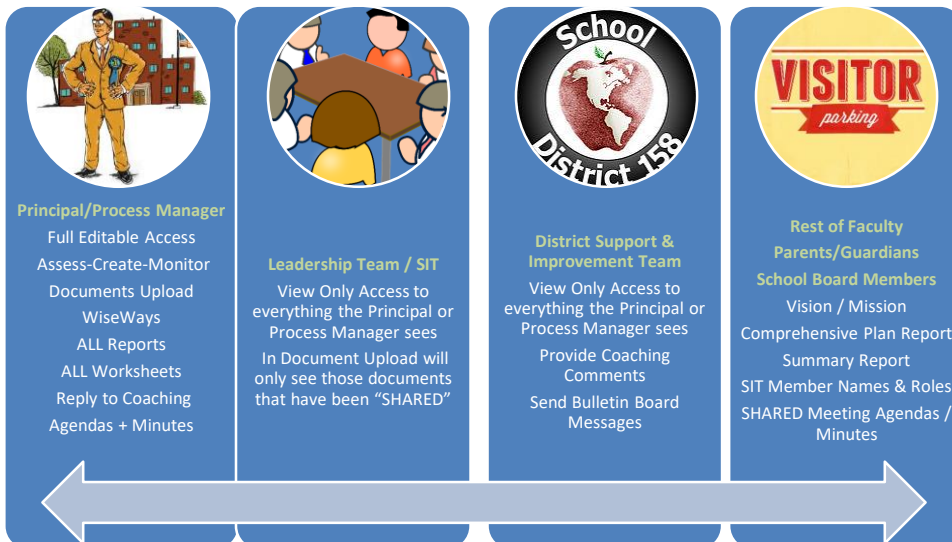 Principal/Process Manager
Full Editable Access
Assess-Create-Monitor
Documents Upload
WiseWays
ALL Reports
ALL Worksheets
Reply to Coaching
Agendas + Minutes
Leadership Team / SIT
View Only Access to
everything the Principal or
Process Manager sees
In Document Upload will
only see those documents
that have been “SHARED”
School
District 158
District Support &
Improvement Team
View Only Access to
everything the Principal or
Process Manager sees
Provide Coaching
Comments
Send Bulletin Board
Messages
VISITOR
parking
Rest of Faculty
Parents/Guardians
School Board Members
Vision / Mission
Comprehensive Plan Report
Summary Report
SIT Member Names & Roles
SHARED Meeting Agendas /
Minutes